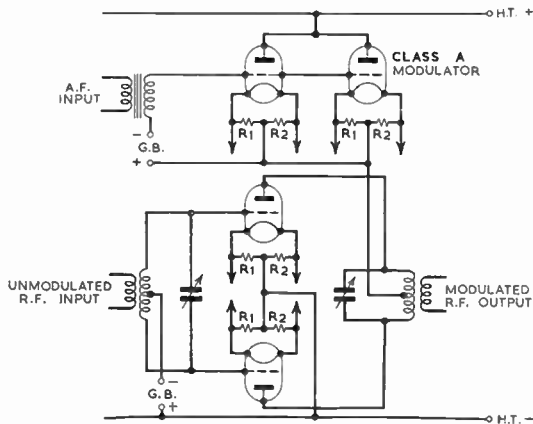 H.T. +
CLASS A
MODULATOR
A.F.
INPUT
R1 R2 R1 R2
−
G.B.
+
R1 R2
UNMODULATED
R.F. INPUT
MODULATED
R.F. OUTPUT
R1 R2
−
G.B.
+
H.T. −